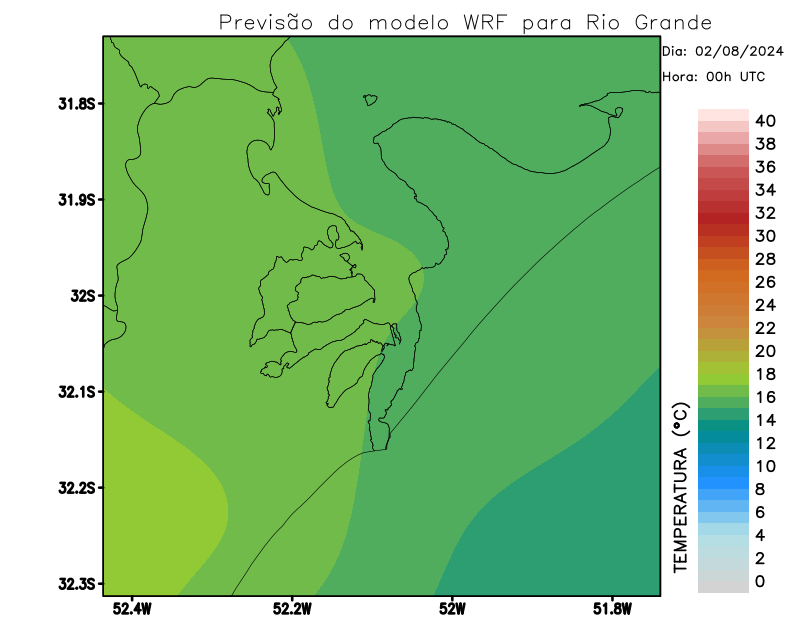 Previsão do modelo WRF para Rio Grande
Dia: 02/08/2024
Hora: 00h UTC
31.8S
31.9S
32S
32.1S
32.2S
32.3S
52.4W
52.2W
52W
51.8W
TEMPERATURA (°C)
40
38
36
34
32
30
28
26
24
22
20
18
16
14
12
10
8
6
4
2
0